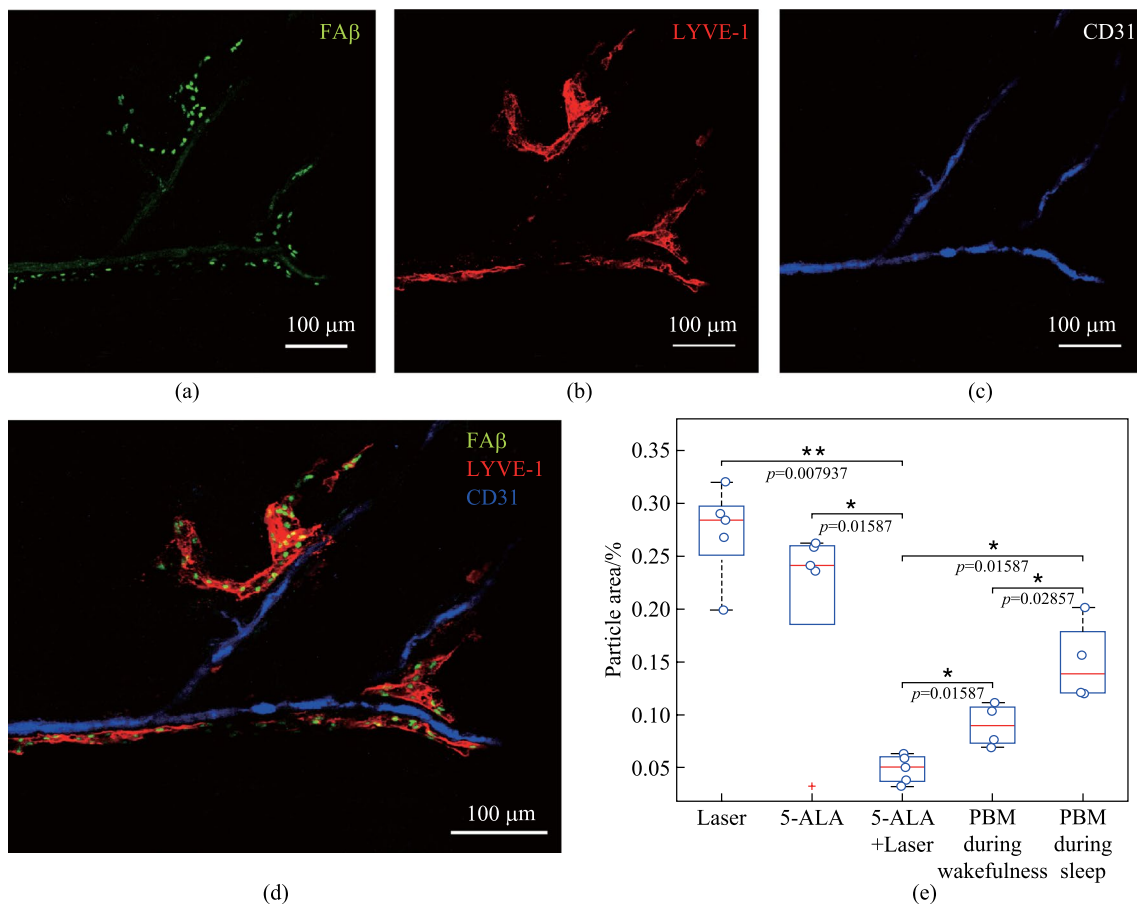 FAβ
100 μm
(a)
LYVE-1
100 μm
(b)
CD31
100 μm
(c)
FAβ
LYVE-1
CD31
100 μm
(d)
Particle area/%
0.35
0.30
0.25
0.20
0.15
0.10
0.05
**
p=0.007937
*
p=0.01587
*
p=0.01587
*
p=0.02857
*
p=0.01587
Laser
5-ALA
5-ALA
+Laser
PBM
during
wakefulness
PBM
during
sleep
(e)